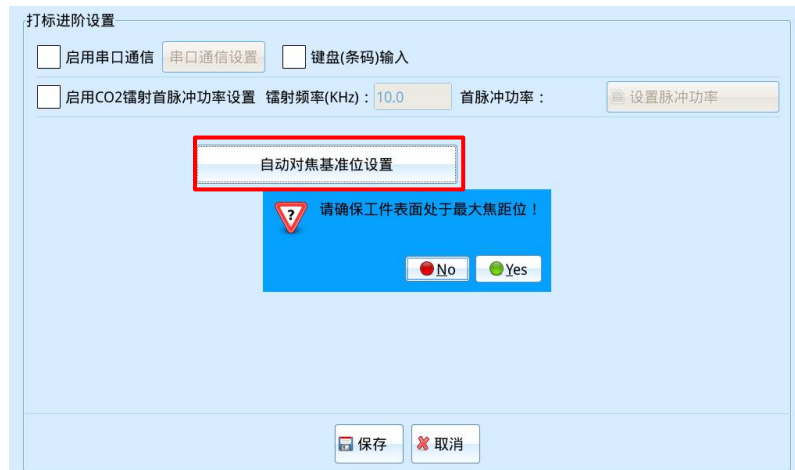 打标进阶设置
启用串口通信 串口通信设置 键盘(条码)输入
启用CO2镭射首脉冲功率设置 镭射频率(KHz)：10.0 首脉冲功率： 设置脉冲功率
自动对焦基准位设置
请确保工件表面处于最大焦距位！
No Yes
保存 取消